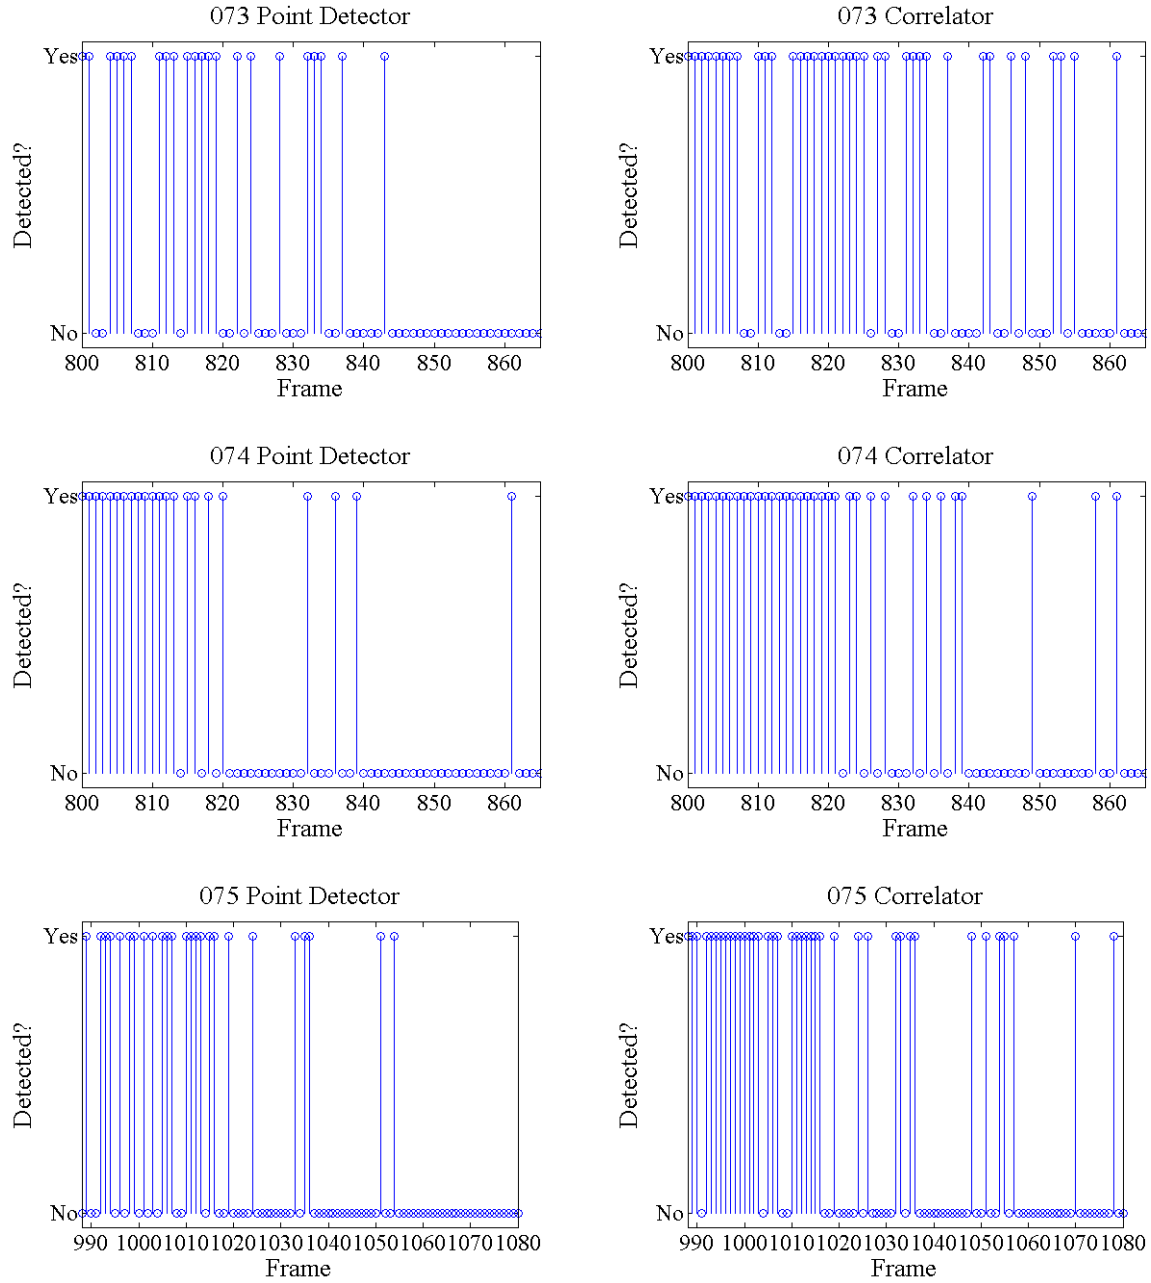 073 Point Detector
Yes
No
Detected?
800 810 820 830 840 850 860
Frame
073 Correlator
Yes
No
Detected?
800 810 820 830 840 850 860
Frame
074 Point Detector
Yes
No
Detected?
800 810 820 830 840 850 860
Frame
074 Correlator
Yes
No
Detected?
800 810 820 830 840 850 860
Frame
075 Point Detector
Yes
No
Detected?
990 1000 1010 1020 1030 1040 1050 1060 1070 1080
Frame
075 Correlator
Yes
No
Detected?
990 1000 1010 1020 1030 1040 1050 1060 1070 1080
Frame